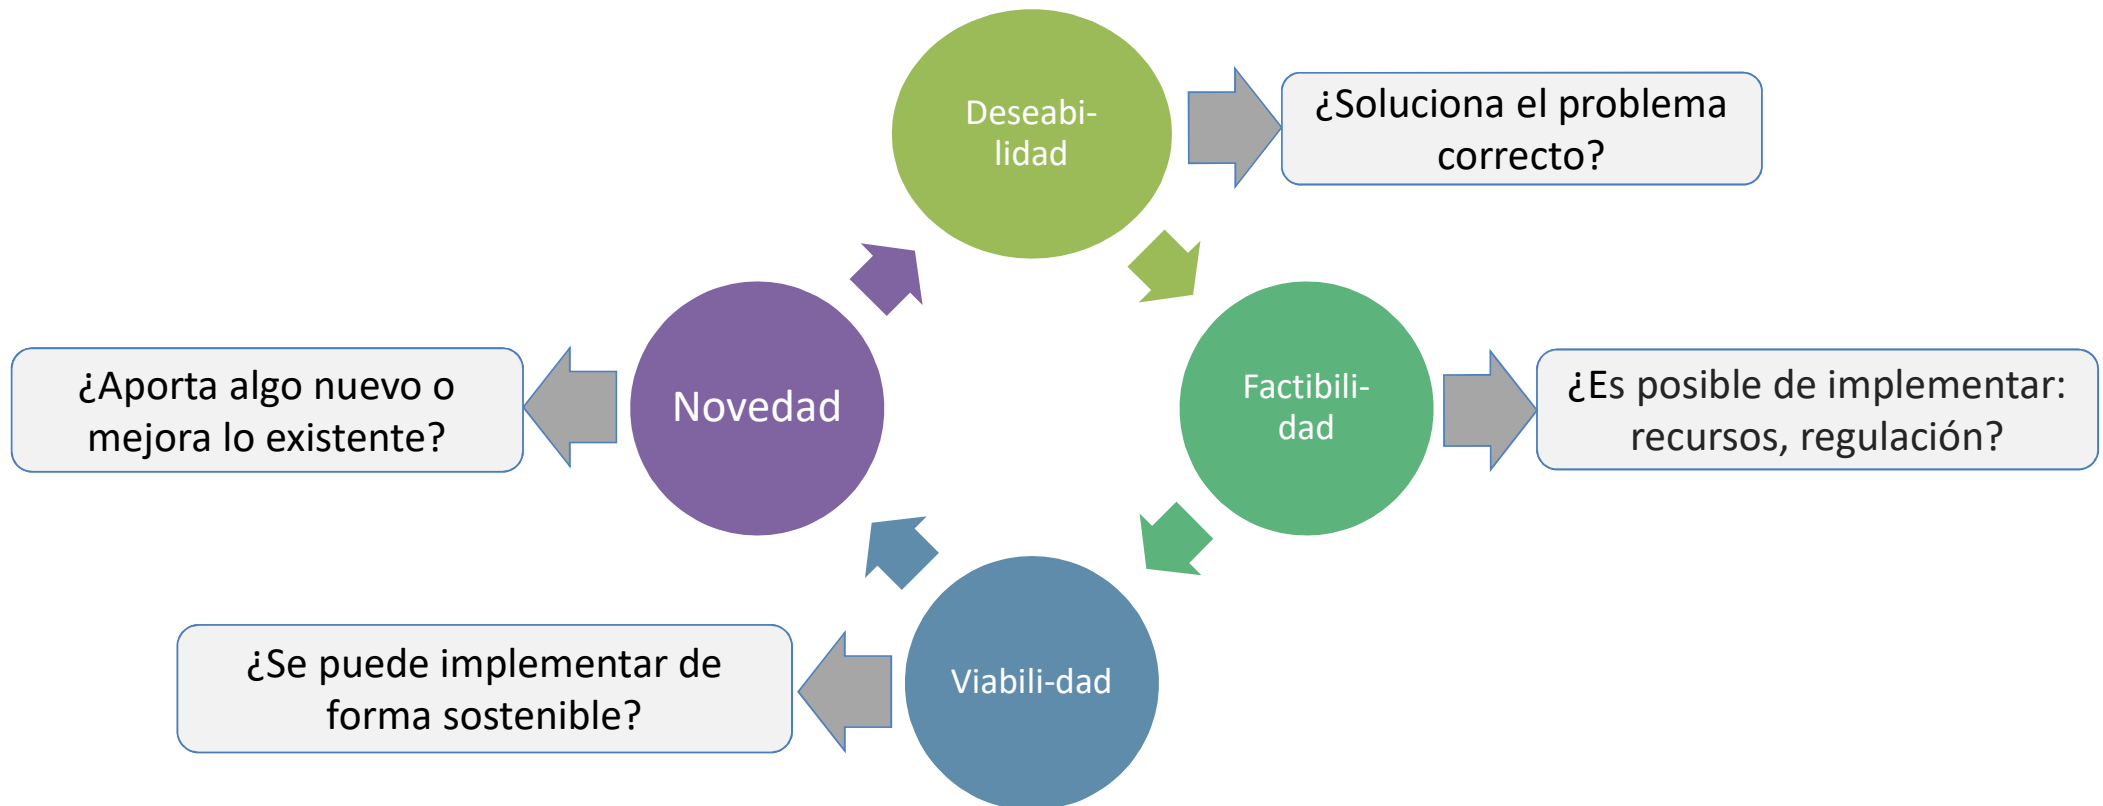 Deseabi-
lidad
¿Soluciona el problema
correcto?
Factibili-
dad
¿Es posible de implementar:
recursos, regulación?
Viabili-dad
¿Se puede implementar de
forma sostenible?
Novedad
¿Aporta algo nuevo o
mejora lo existente?